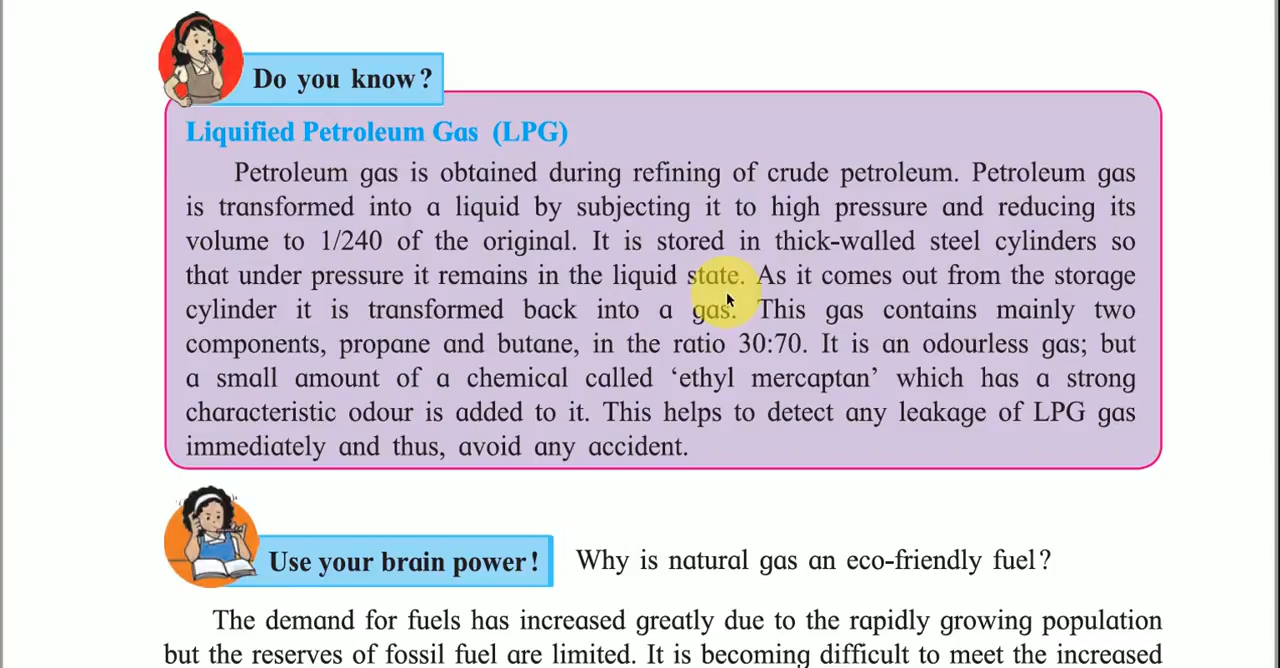 Do you know?
Liquified Petroleum Gas (LPG)
Petroleum gas is obtained during refining of crude petroleum. Petroleum gas
is transformed into a liquid by subjecting it to high pressure and reducing its
volume to 1/240 of the original. It is stored in thick-walled steel cylinders so
that under pressure it remains in the liquid state. As it comes out from the storage
cylinder it is transformed back into a gas. This gas contains mainly two
components, propane and butane, in the ratio 30:70. It is an odourless gas; but
a small amount of a chemical called ‘ethyl mercaptan’ which has a strong
characteristic odour is added to it. This helps to detect any leakage of LPG gas
immediately and thus, avoid any accident.
Use your brain power! Why is natural gas an eco-friendly fuel?
The demand for fuels has increased greatly due to the rapidly growing population
but the reserves of fossil fuel are limited. It is becoming difficult to meet the increased